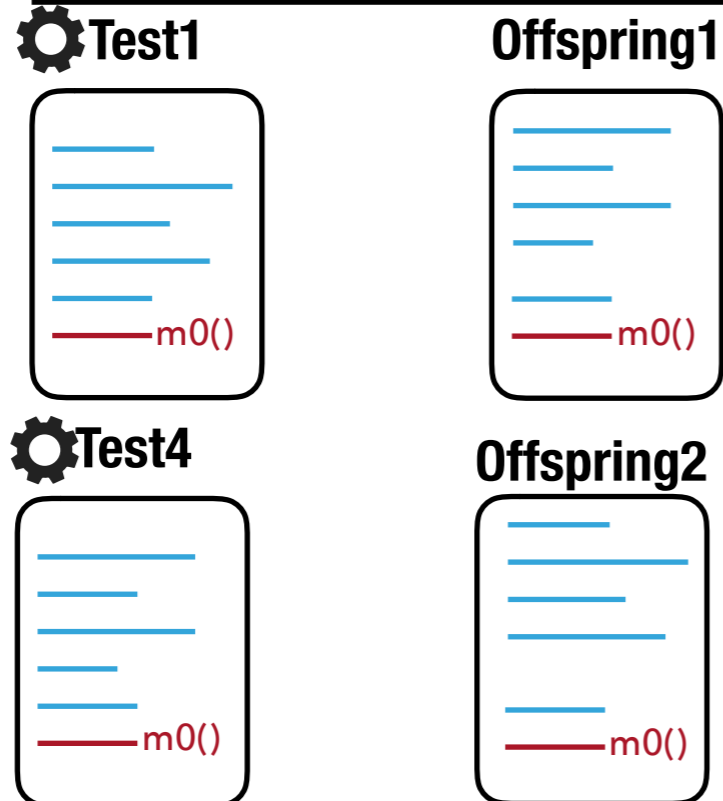 Test1
Offspring1
m0()
m0()
Test4
Offspring2
m0()
m0()